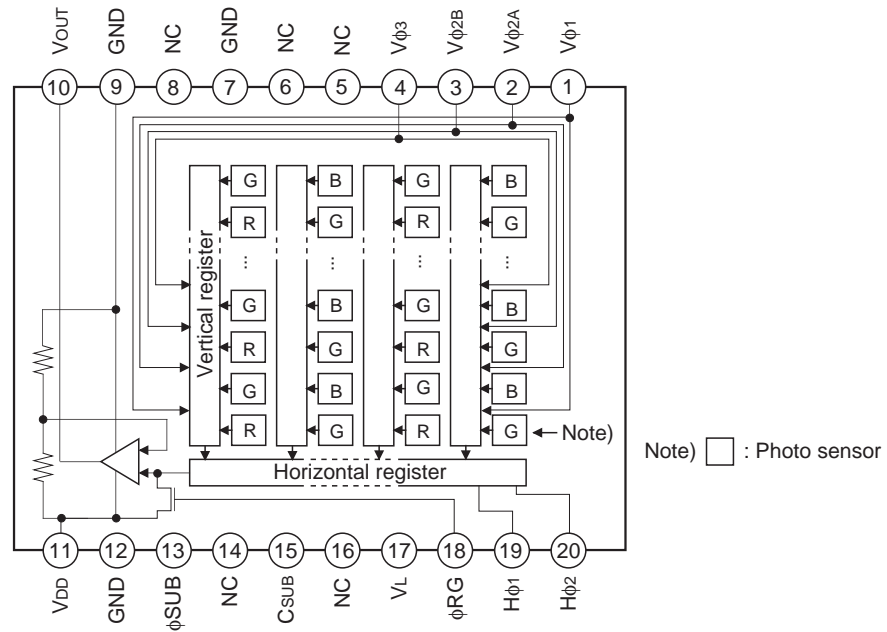 VOUT GND NC GND NC NC Vϕ3 Vϕ2B Vϕ2A Vϕ1
10 9 8 7 6 5 4 3 2 1
G B G B
R G R G
... ... ... ...
Vertical register
G B G B
R G R G
G B G B
R G R G
Note)
Note) : Photo sensor
Horizontal register
11 12 13 14 15 16 17 18 19 20
VDD GND ϕSUB NC CSUB NC VL ϕRG Hϕ1 Hϕ2